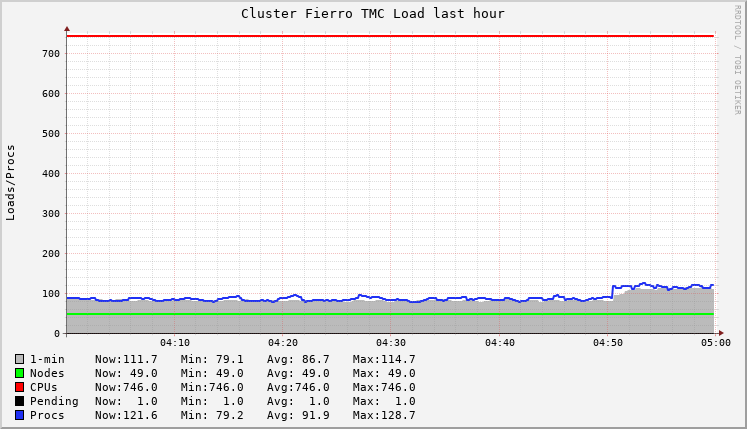 Cluster Fierro TMC Load last hour
RRDTOOL / TOBI OETIKER
Loads/Procs
700
600
500
400
300
200
100
0
04:10 04:20 04:30 04:40 04:50 05:00
1-min Now:111.7 Min: 79.1 Avg: 86.7 Max:114.7
Nodes Now: 49.0 Min: 49.0 Avg: 49.0 Max: 49.0
CPUs Now:746.0 Min:746.0 Avg:746.0 Max:746.0
Pending Now: 1.0 Min: 1.0 Avg: 1.0 Max: 1.0
Procs Now:121.6 Min: 79.2 Avg: 91.9 Max:128.7